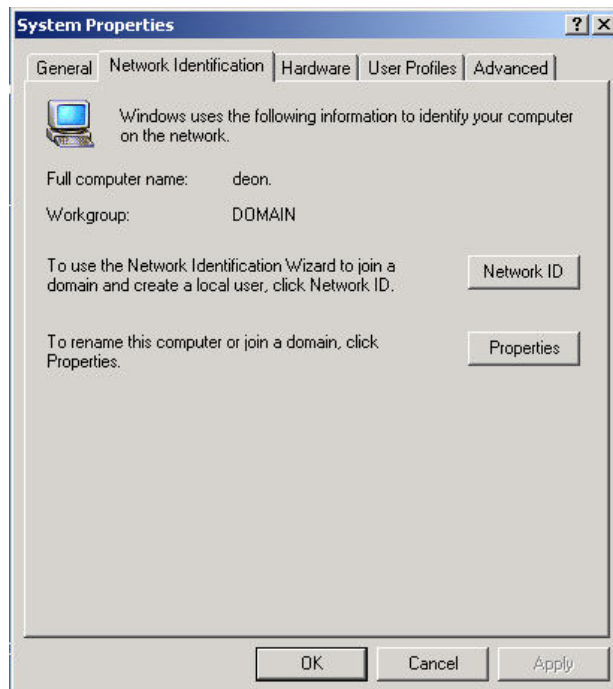 System Properties
General Network Identification Hardware User Profiles Advanced
Windows uses the following information to identify your computer
on the network.
Full computer name: deon.
Workgroup: DOMAIN
To use the Network Identification Wizard to join a
domain and create a local user, click Network ID.
Network ID
To rename this computer or join a domain, click
Properties.
Properties
OK Cancel Apply